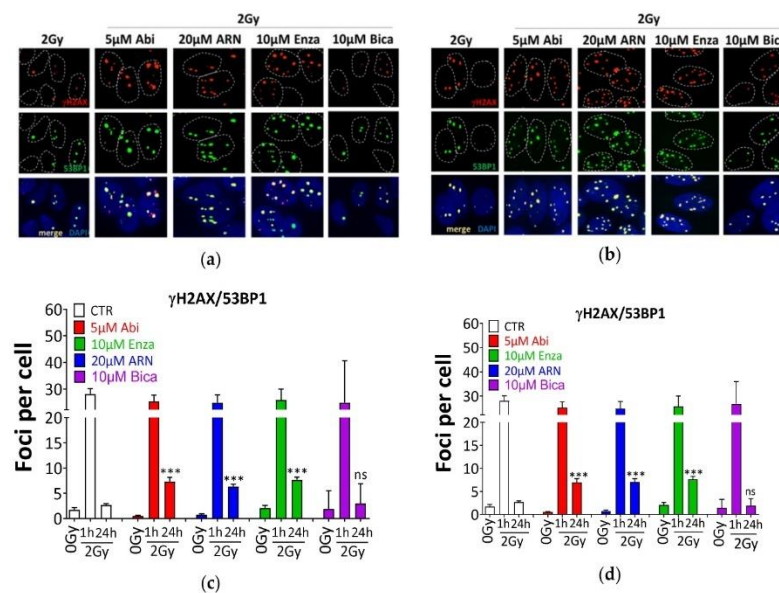 2Gy
2Gy 5µM Abi 20µM ARN 10µM Enza 10µM Bica
γH2AX
53BP1
merge DAPI
(a)
2Gy
2Gy 5µM Abi 20µM ARN 10µM Enza 10µM Bica
γH2AX
53BP1
merge DAPI
(b)
γH2AX/53BP1
Foci per cell
60
50
40
30
20
10
5
0
CTR
5µM Abi
10µM Enza
20µM ARN
10µM Bica
*** *** *** ns
0Gy 1h 24h 0Gy 1h 24h 0Gy 1h 24h 0Gy 1h 24h 0Gy 1h 24h
2Gy 2Gy 2Gy 2Gy 2Gy
(c)
γH2AX/53BP1
Foci per cell
60
50
40
30
20
15
10
5
0
CTR
5µM Abi
10µM Enza
20µM ARN
10µM Bica
*** *** *** ns
0Gy 1h 24h 0Gy 1h 24h 0Gy 1h 24h 0Gy 1h 24h 0Gy 1h 24h
2Gy 2Gy 2Gy 2Gy 2Gy
(d)